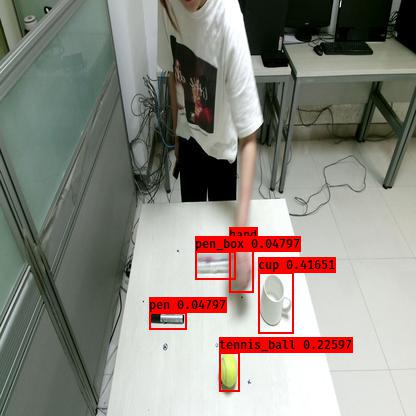 hand
pen_box 0.04797
cup 0.41651
pen 0.04797
tennis_ball 0.22597